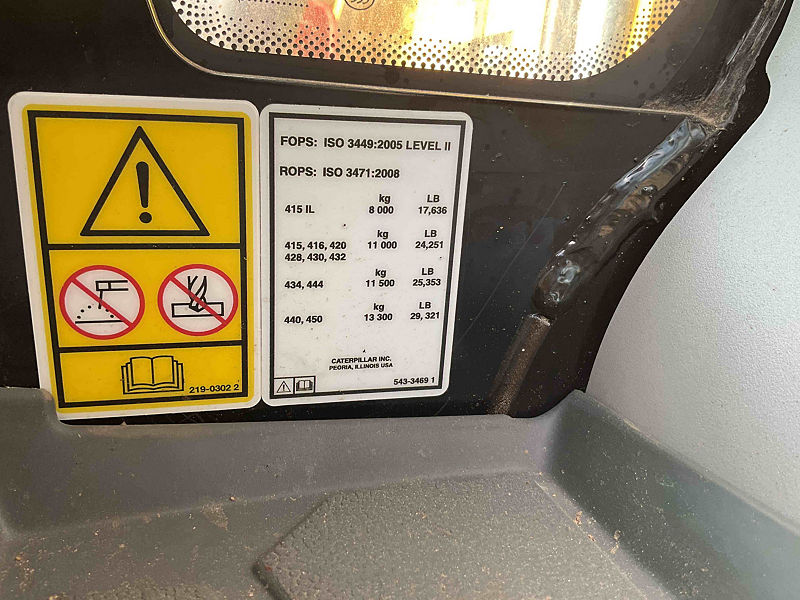 219-0302 2
FOPS: ISO 3449:2005 LEVEL II
ROPS: ISO 3471:2008
kg LB
415 IL 8 000 17,636
kg LB
415, 416, 420 11 000 24,251
428, 430, 432
kg LB
434, 444 11 500 25,353
kg LB
440, 450 13 300 29, 321
CATERPILLAR INC.
PEORIA, ILLINOIS USA
543-3469 1